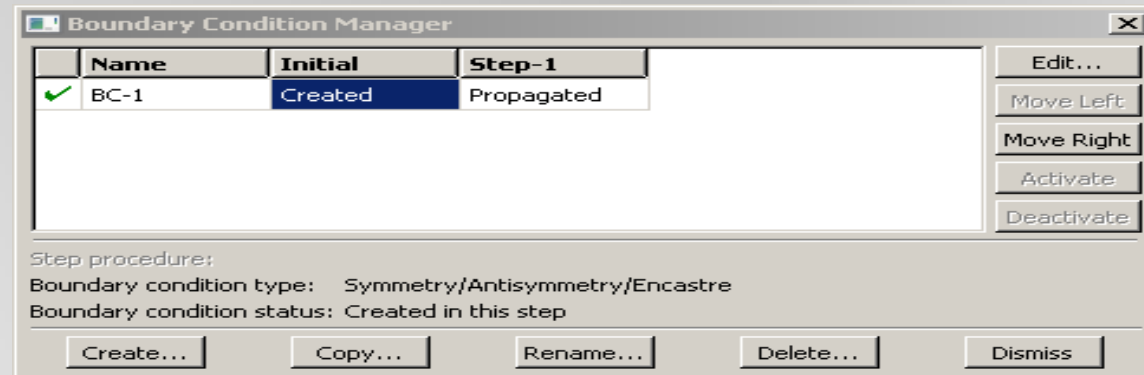 Boundary Condition Manager
Name Initial Step-1
Edit...
BC-1 Created Propagated
Move Left
Move Right
Activate
Deactivate
Step procedure:
Boundary condition type: Symmetry/Antisymmetry/Encastre
Boundary condition status: Created in this step
Create... Copy... Rename... Delete... Dismiss